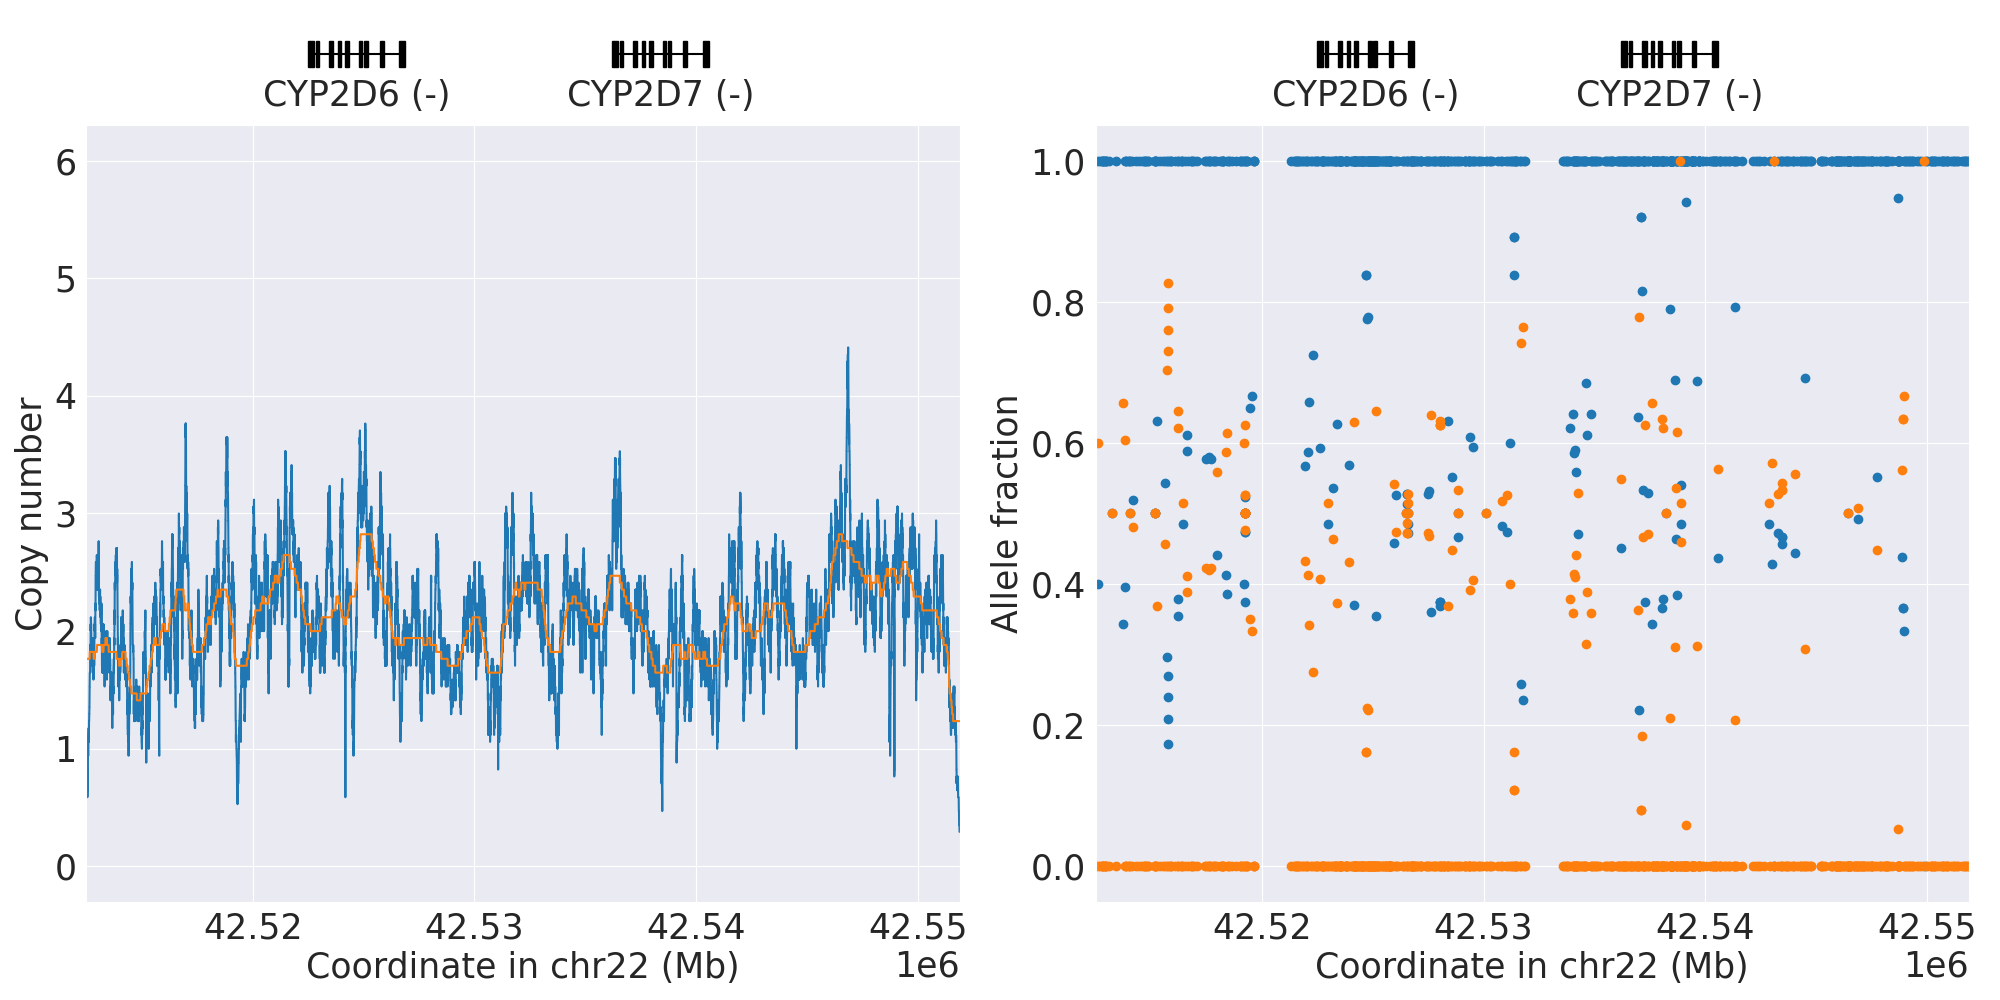 CYP2D6 (-) CYP2D7 (-)
6
5
4
3
2
1
0
Copy number
42.52 42.53 42.54 42.55
Coordinate in chr22 (Mb) 1e6
CYP2D6 (-) CYP2D7 (-)
1.0
0.8
0.6
0.4
0.2
0.0
Allele fraction
42.52 42.53 42.54 42.55
Coordinate in chr22 (Mb) 1e6